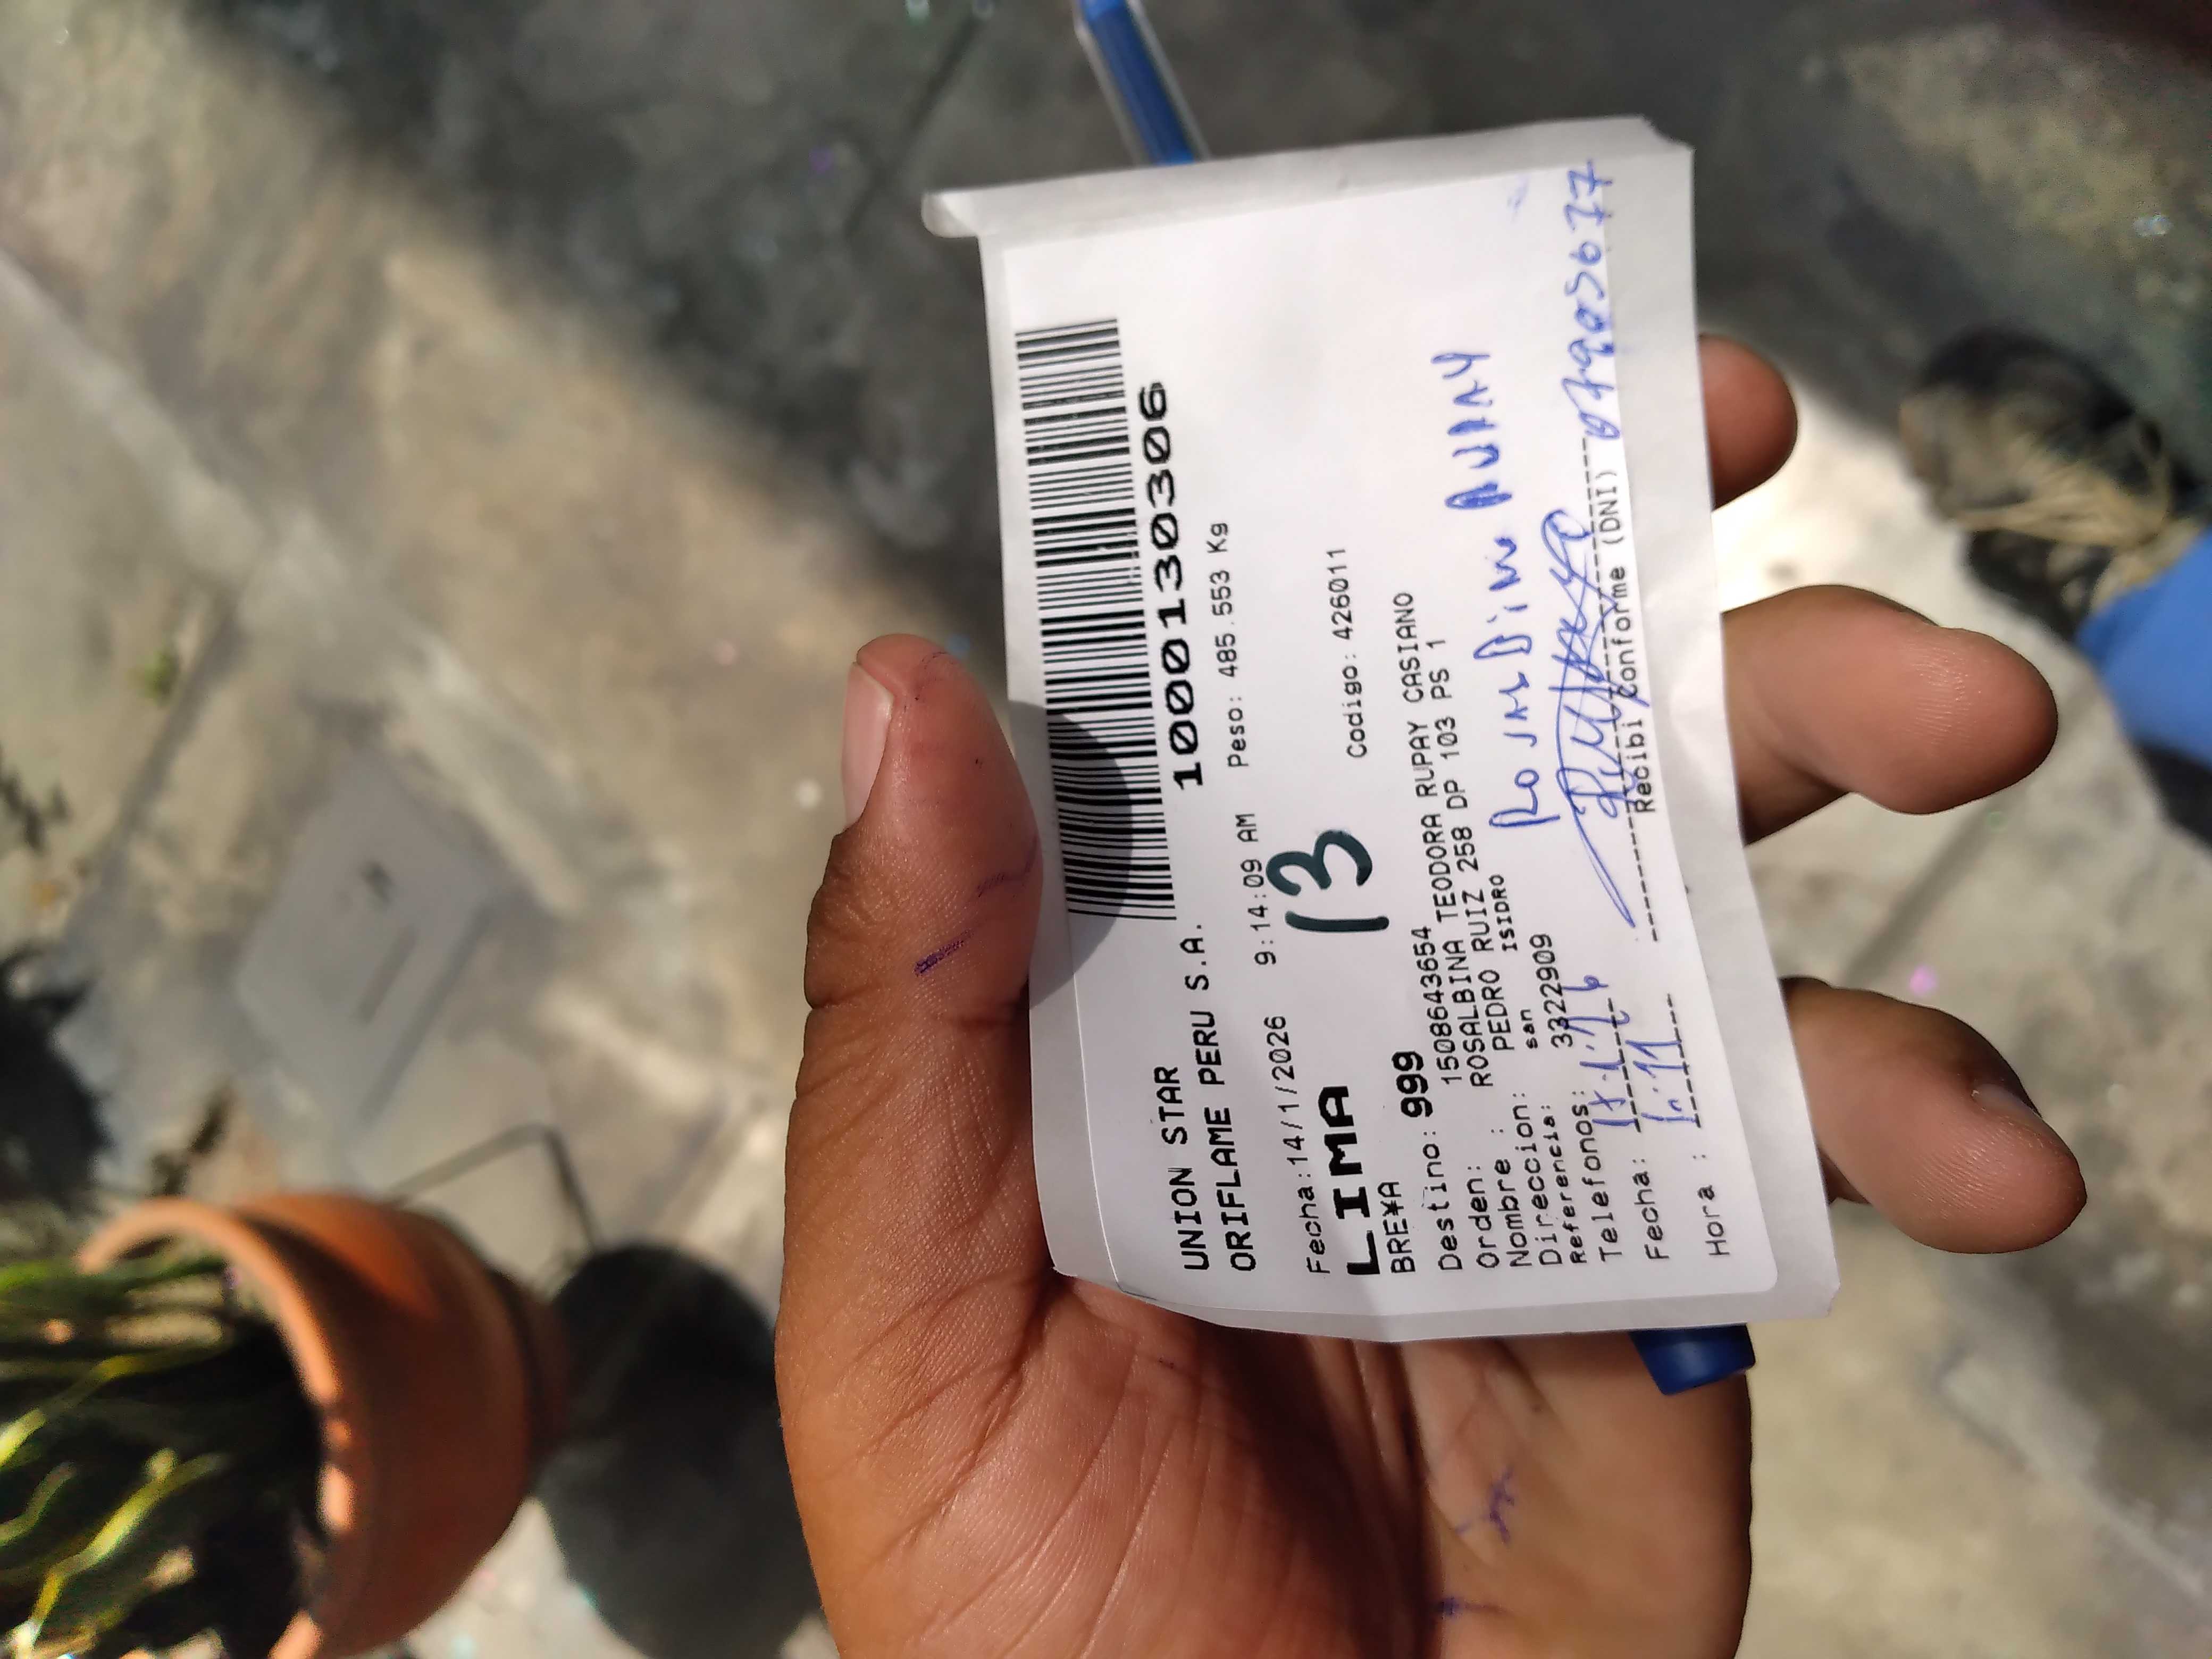 10001303306
UNION STAR
ORIFLAME PERU S.A.
Fecha:14/1/2026 9:14:09 AM Peso: 485.553 Kg
LIMA 13
BRE¥A Codigo: 426011
Destino: 999
Orden: 1508643654
Nombre : ROSALBINA TEODORA RUPAY CASIANO
Direccion: PEDRO RUIZ 258 DP 103 PS 1
Referencia: san ISIDRO
Telefonos: 3322909
Fecha:
Hora :
Recibi Conforme (DNI)